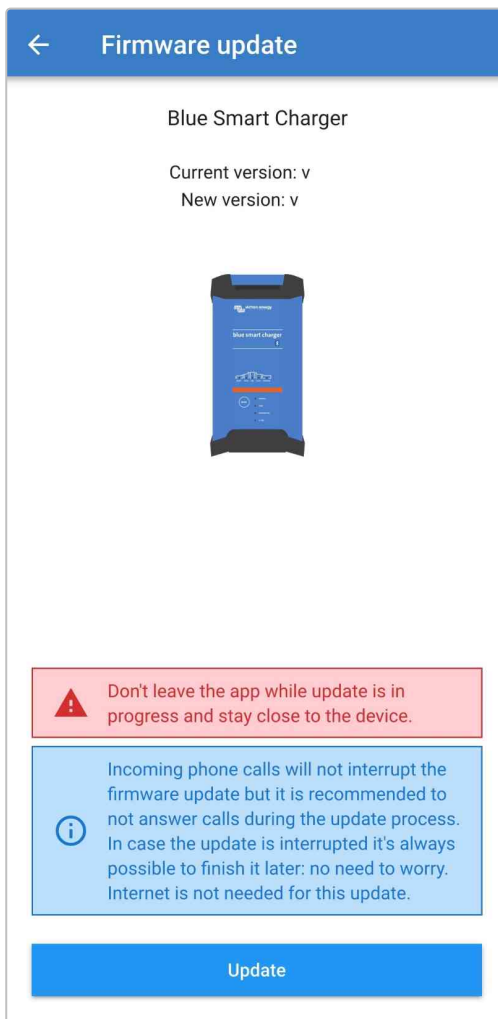 Firmware update
Blue Smart Charger
Current version: v
New version: v
victron energy
blue smart charger
Don't leave the app while update is in
progress and stay close to the device.
Incoming phone calls will not interrupt the
firmware update but it is recommended to
not answer calls during the update process.
In case the update is interrupted it's always
possible to finish it later: no need to worry.
Internet is not needed for this update.
Update